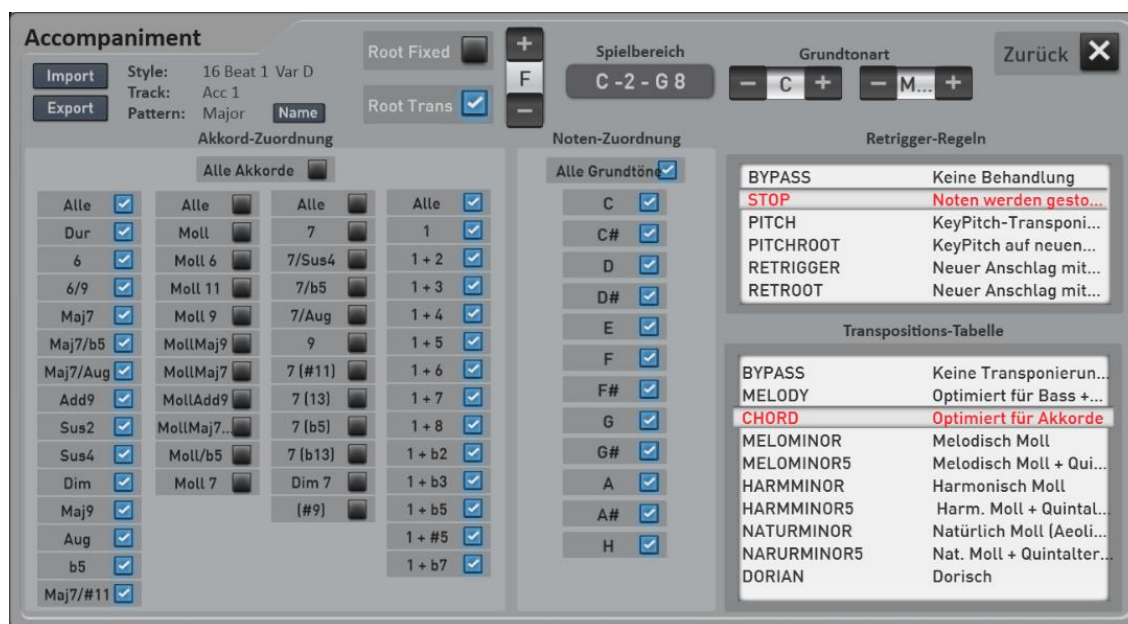 Accompaniment
Import
Export
Style: 16 Beat 1 Var D
Track: Acc 1
Pattern: Major
Name
Root Fixed
Root Trans
+
F
−
Spielbereich
C -2 - G 8
Grundtonart
− C +
− M... +
Zurück
Akkord-Zuordnung
Alle Akkorde
Alle
Dur
6
6/9
Maj7
Maj7/b5
Maj7/Aug
Add9
Sus2
Sus4
Dim
Maj9
Aug
b5
Maj7/#11
Alle
Moll
Moll 6
Moll 11
Moll 9
MollMaj9
MollMaj7
MollAdd9
MollMaj7...
Moll/b5
Moll 7
Alle
7
7/Sus4
7/b5
7/Aug
9
7 (#11)
7 (13)
7 (b5)
7 (b13)
Dim 7
(#9)
Alle
1
1 + 2
1 + 3
1 + 4
1 + 5
1 + 6
1 + 7
1 + 8
1 + b2
1 + b3
1 + b5
1 + #5
1 + b7
Noten-Zuordnung
Alle Grundtöne
C
C#
D
D#
E
F
F#
G
G#
A
A#
H
Retrigger-Regeln
BYPASS Keine Behandlung
STOP Noten werden gesto...
PITCH KeyPitch-Transponi...
PITCHROOT KeyPitch auf neuen...
RETRIGGER Neuer Anschlag mit...
RETROOT Neuer Anschlag mit...
Transpositions-Tabelle
BYPASS Keine Transponierun...
MELODY Optimiert für Bass +...
CHORD Optimiert für Akkorde
MELOMINOR Melodisch Moll
MELOMINOR5 Melodisch Moll + Qui...
HARMMINOR Harmonisch Moll
HARMMINOR5 Harm. Moll + Quintal...
NATURMINOR Natürlich Moll (Aeoli...
NARURMINOR5 Nat. Moll + Quintalter...
DORIAN Dorisch